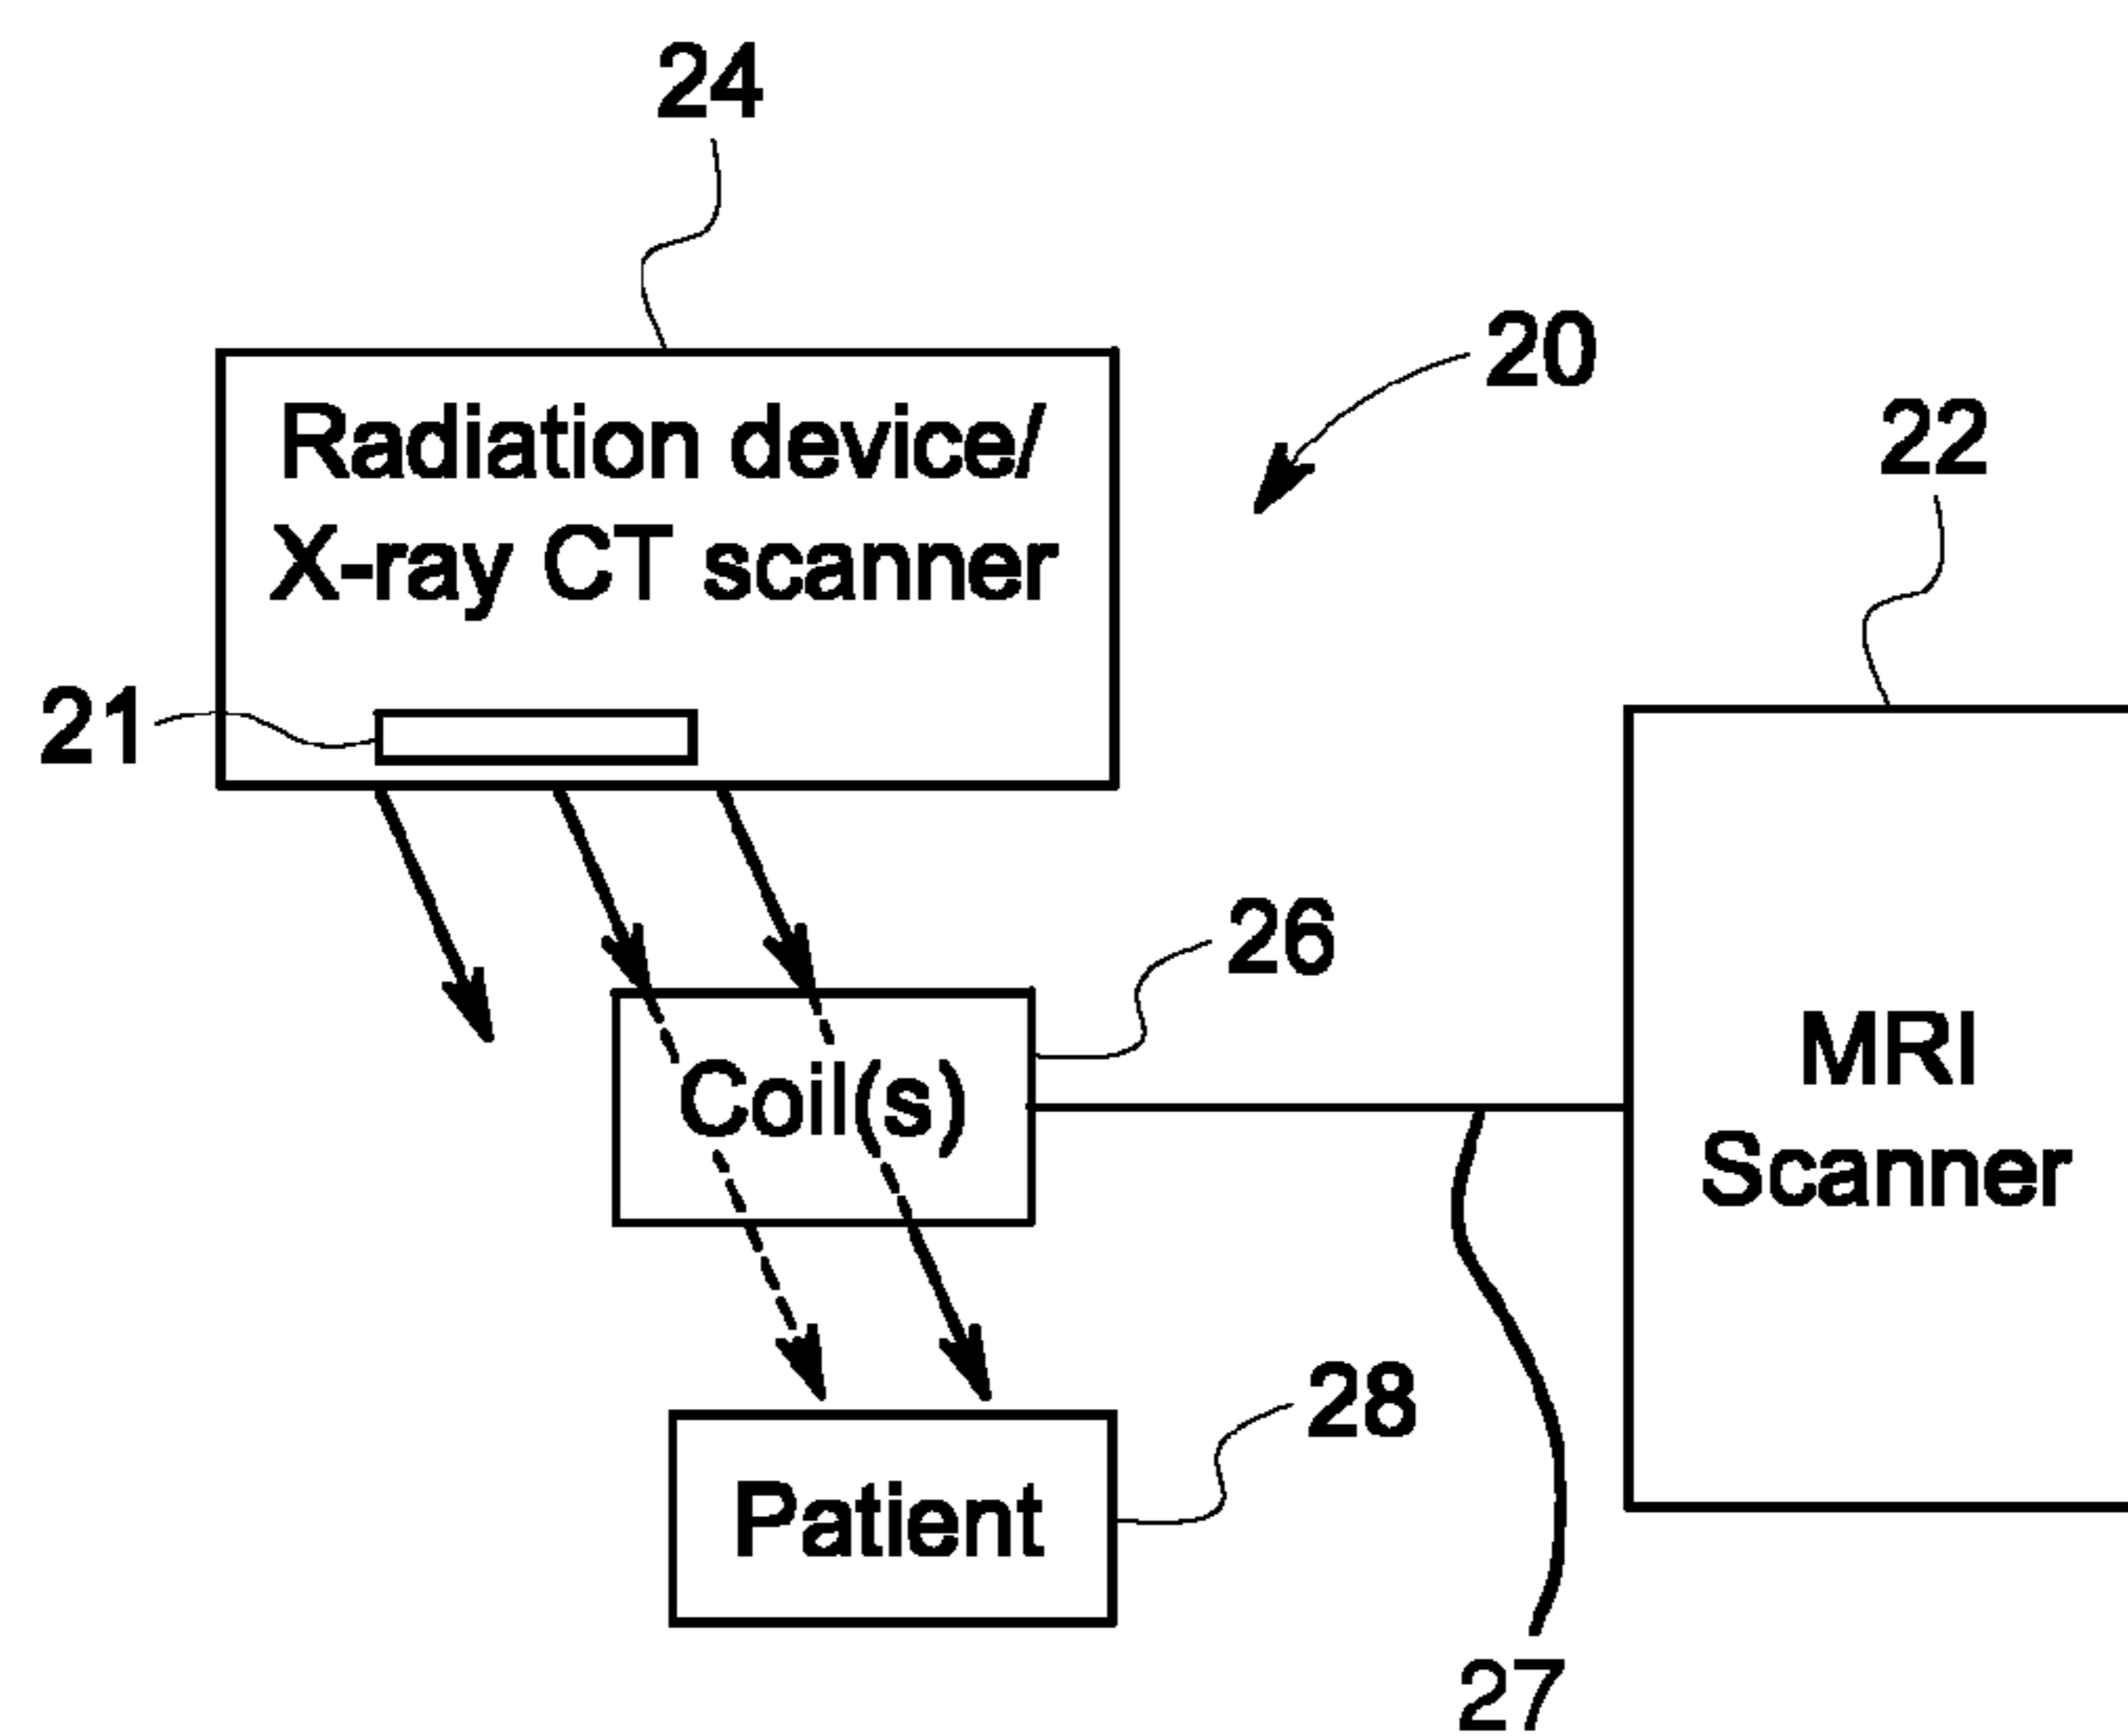 24
20
22
Radiation device/
X-ray CT scanner
21
26
Coil(s)
MRI
Scanner
28
Patient
27